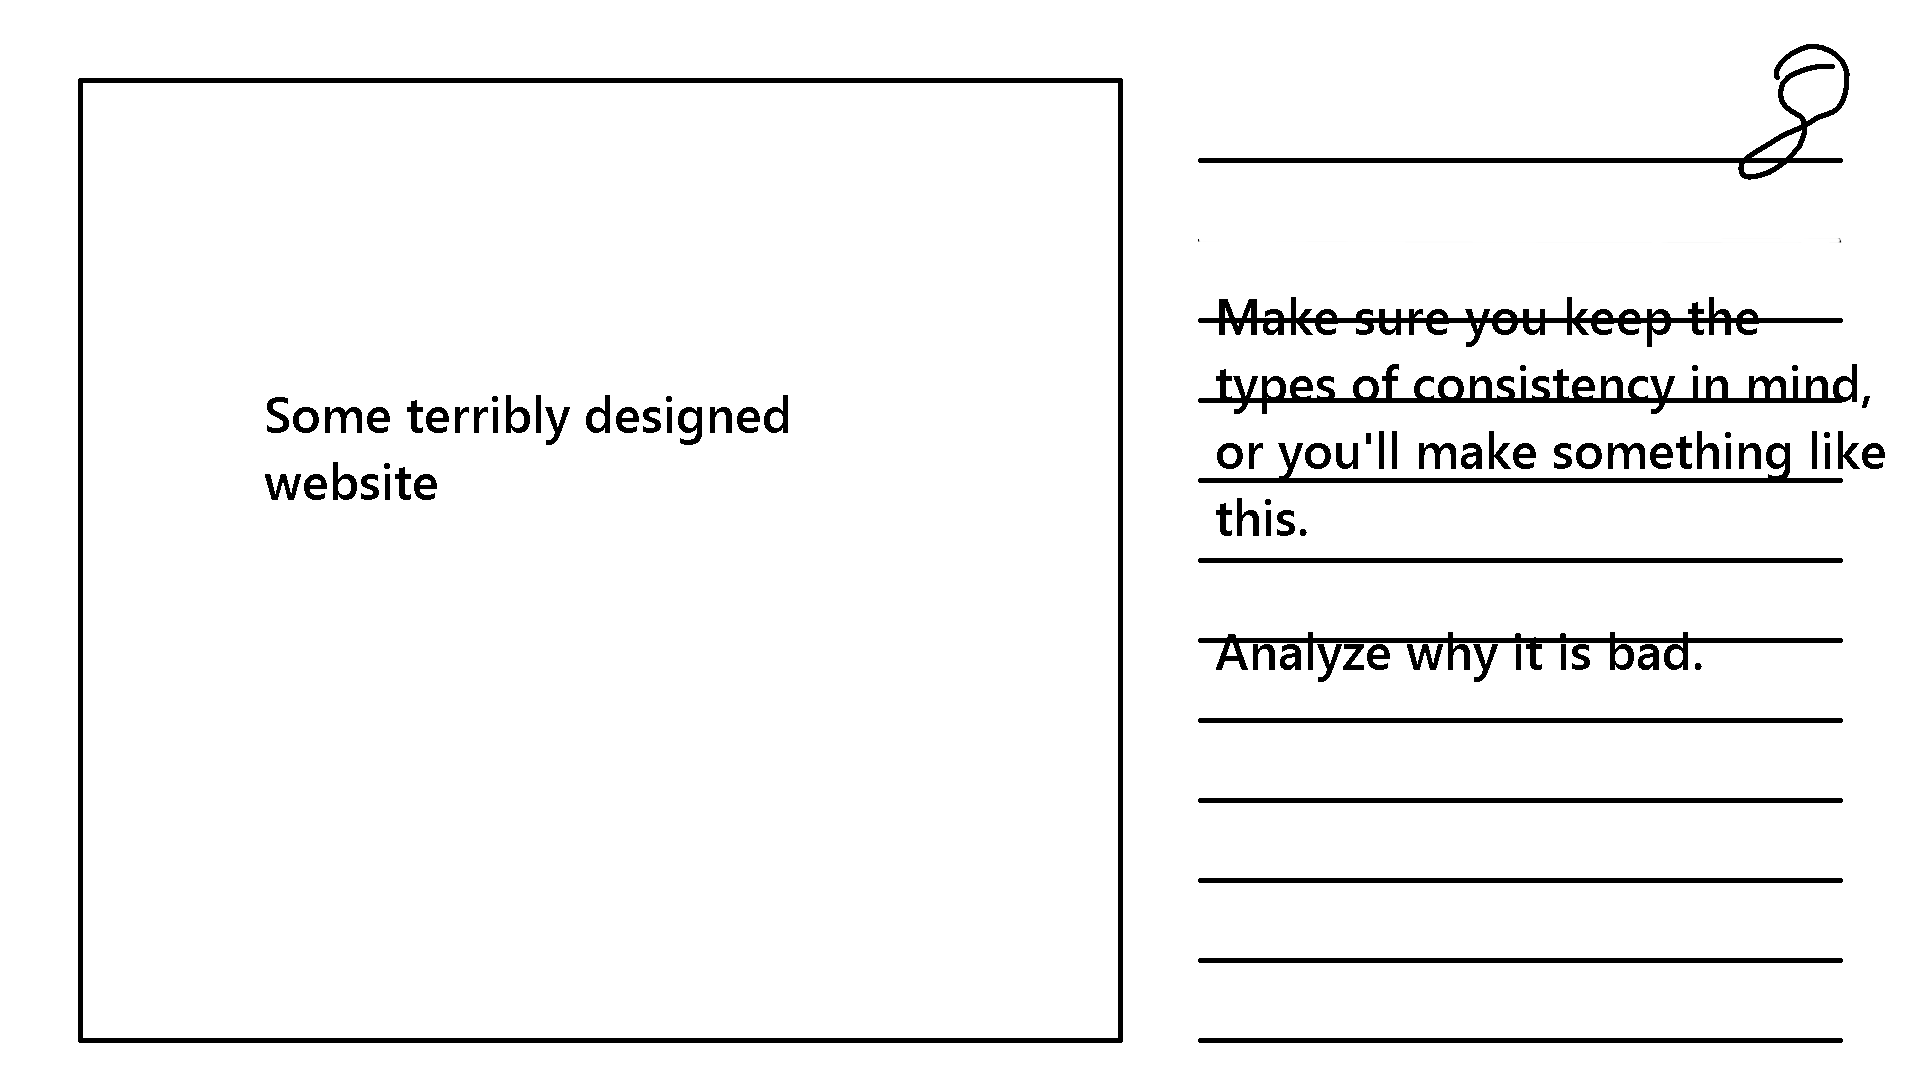 Some terribly designed
website
Make sure you keep the
types of consistency in mind,
or you'll make something like
this.
Analyze why it is bad.